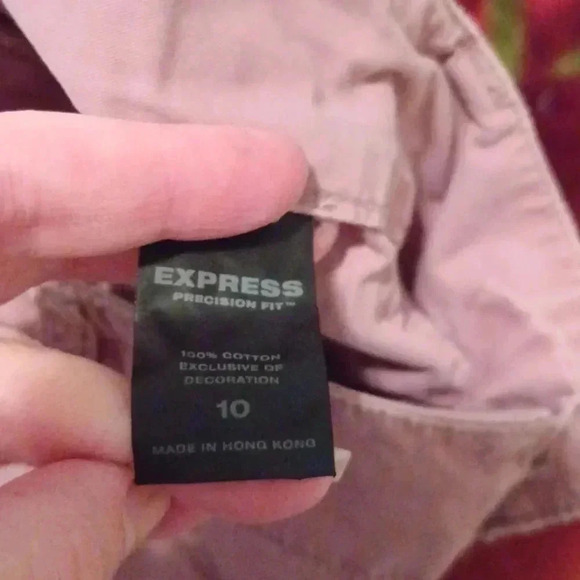 EXPRESS
PRECISION FIT™
100% COTTON
EXCLUSIVE OF
DECORATION
10
MADE IN HONG KONG